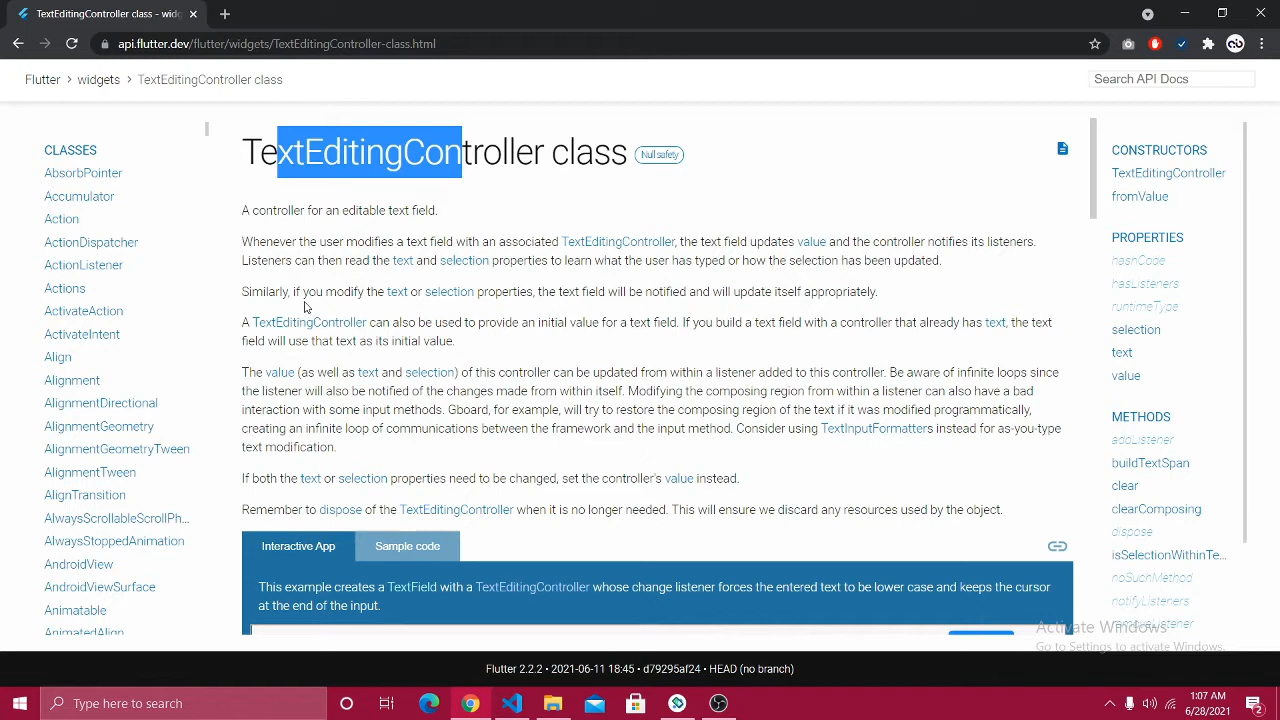 TextEditingController class - widg
api.flutter.dev/flutter/widgets/TextEditingController-class.html
Flutter > widgets > TextEditingController class
Search API Docs
CLASSES
AbsorbPointer
Accumulator
Action
ActionDispatcher
ActionListener
Actions
ActivateAction
ActivateIntent
Align
Alignment
AlignmentDirectional
AlignmentGeometry
AlignmentGeometryTween
AlignmentTween
AlignTransition
AlwaysScrollableScrollPh...
AlwaysStoppedAnimation
AndroidView
AndroidViewSurface
Animatable
AnimatedAlign
TextEditingController class Null safety
A controller for an editable text field.
Whenever the user modifies a text field with an associated TextEditingController, the text field updates value and the controller notifies its listeners.
Listeners can then read the text and selection properties to learn what the user has typed or how the selection has been updated.
Similarly, if you modify the text or selection properties, the text field will be notified and will update itself appropriately.
A TextEditingController can also be used to provide an initial value for a text field. If you build a text field with a controller that already has text, the text
field will use that text as its initial value.
The value (as well as text and selection) of this controller can be updated from within a listener added to this controller. Be aware of infinite loops since
the listener will also be notified of the changes made from within itself. Modifying the composing region from within a listener can also have a bad
interaction with some input methods. Gboard, for example, will try to restore the composing region of the text if it was modified programmatically,
creating an infinite loop of communications between the framework and the input method. Consider using TextInputFormatters instead for as-you-type
text modification.
If both the text or selection properties need to be changed, set the controller's value instead.
Remember to dispose of the TextEditingController when it is no longer needed. This will ensure we discard any resources used by the object.
Interactive App
Sample code
This example creates a TextField with a TextEditingController whose change listener forces the entered text to be lower case and keeps the cursor
at the end of the input.
CONSTRUCTORS
TextEditingController
fromValue
PROPERTIES
hashCode
hasListeners
runtimeType
selection
text
value
METHODS
addListener
buildTextSpan
clear
clearComposing
dispose
isSelectionWithinTe...
noSuchMethod
notifyListeners
removeListener
Activate Windows
Go to Settings to activate Windows.
Flutter 2.2.2 • 2021-06-11 18:45 • d79295af24 • HEAD (no branch)
Type here to search
1:07 AM
6/28/2021
2